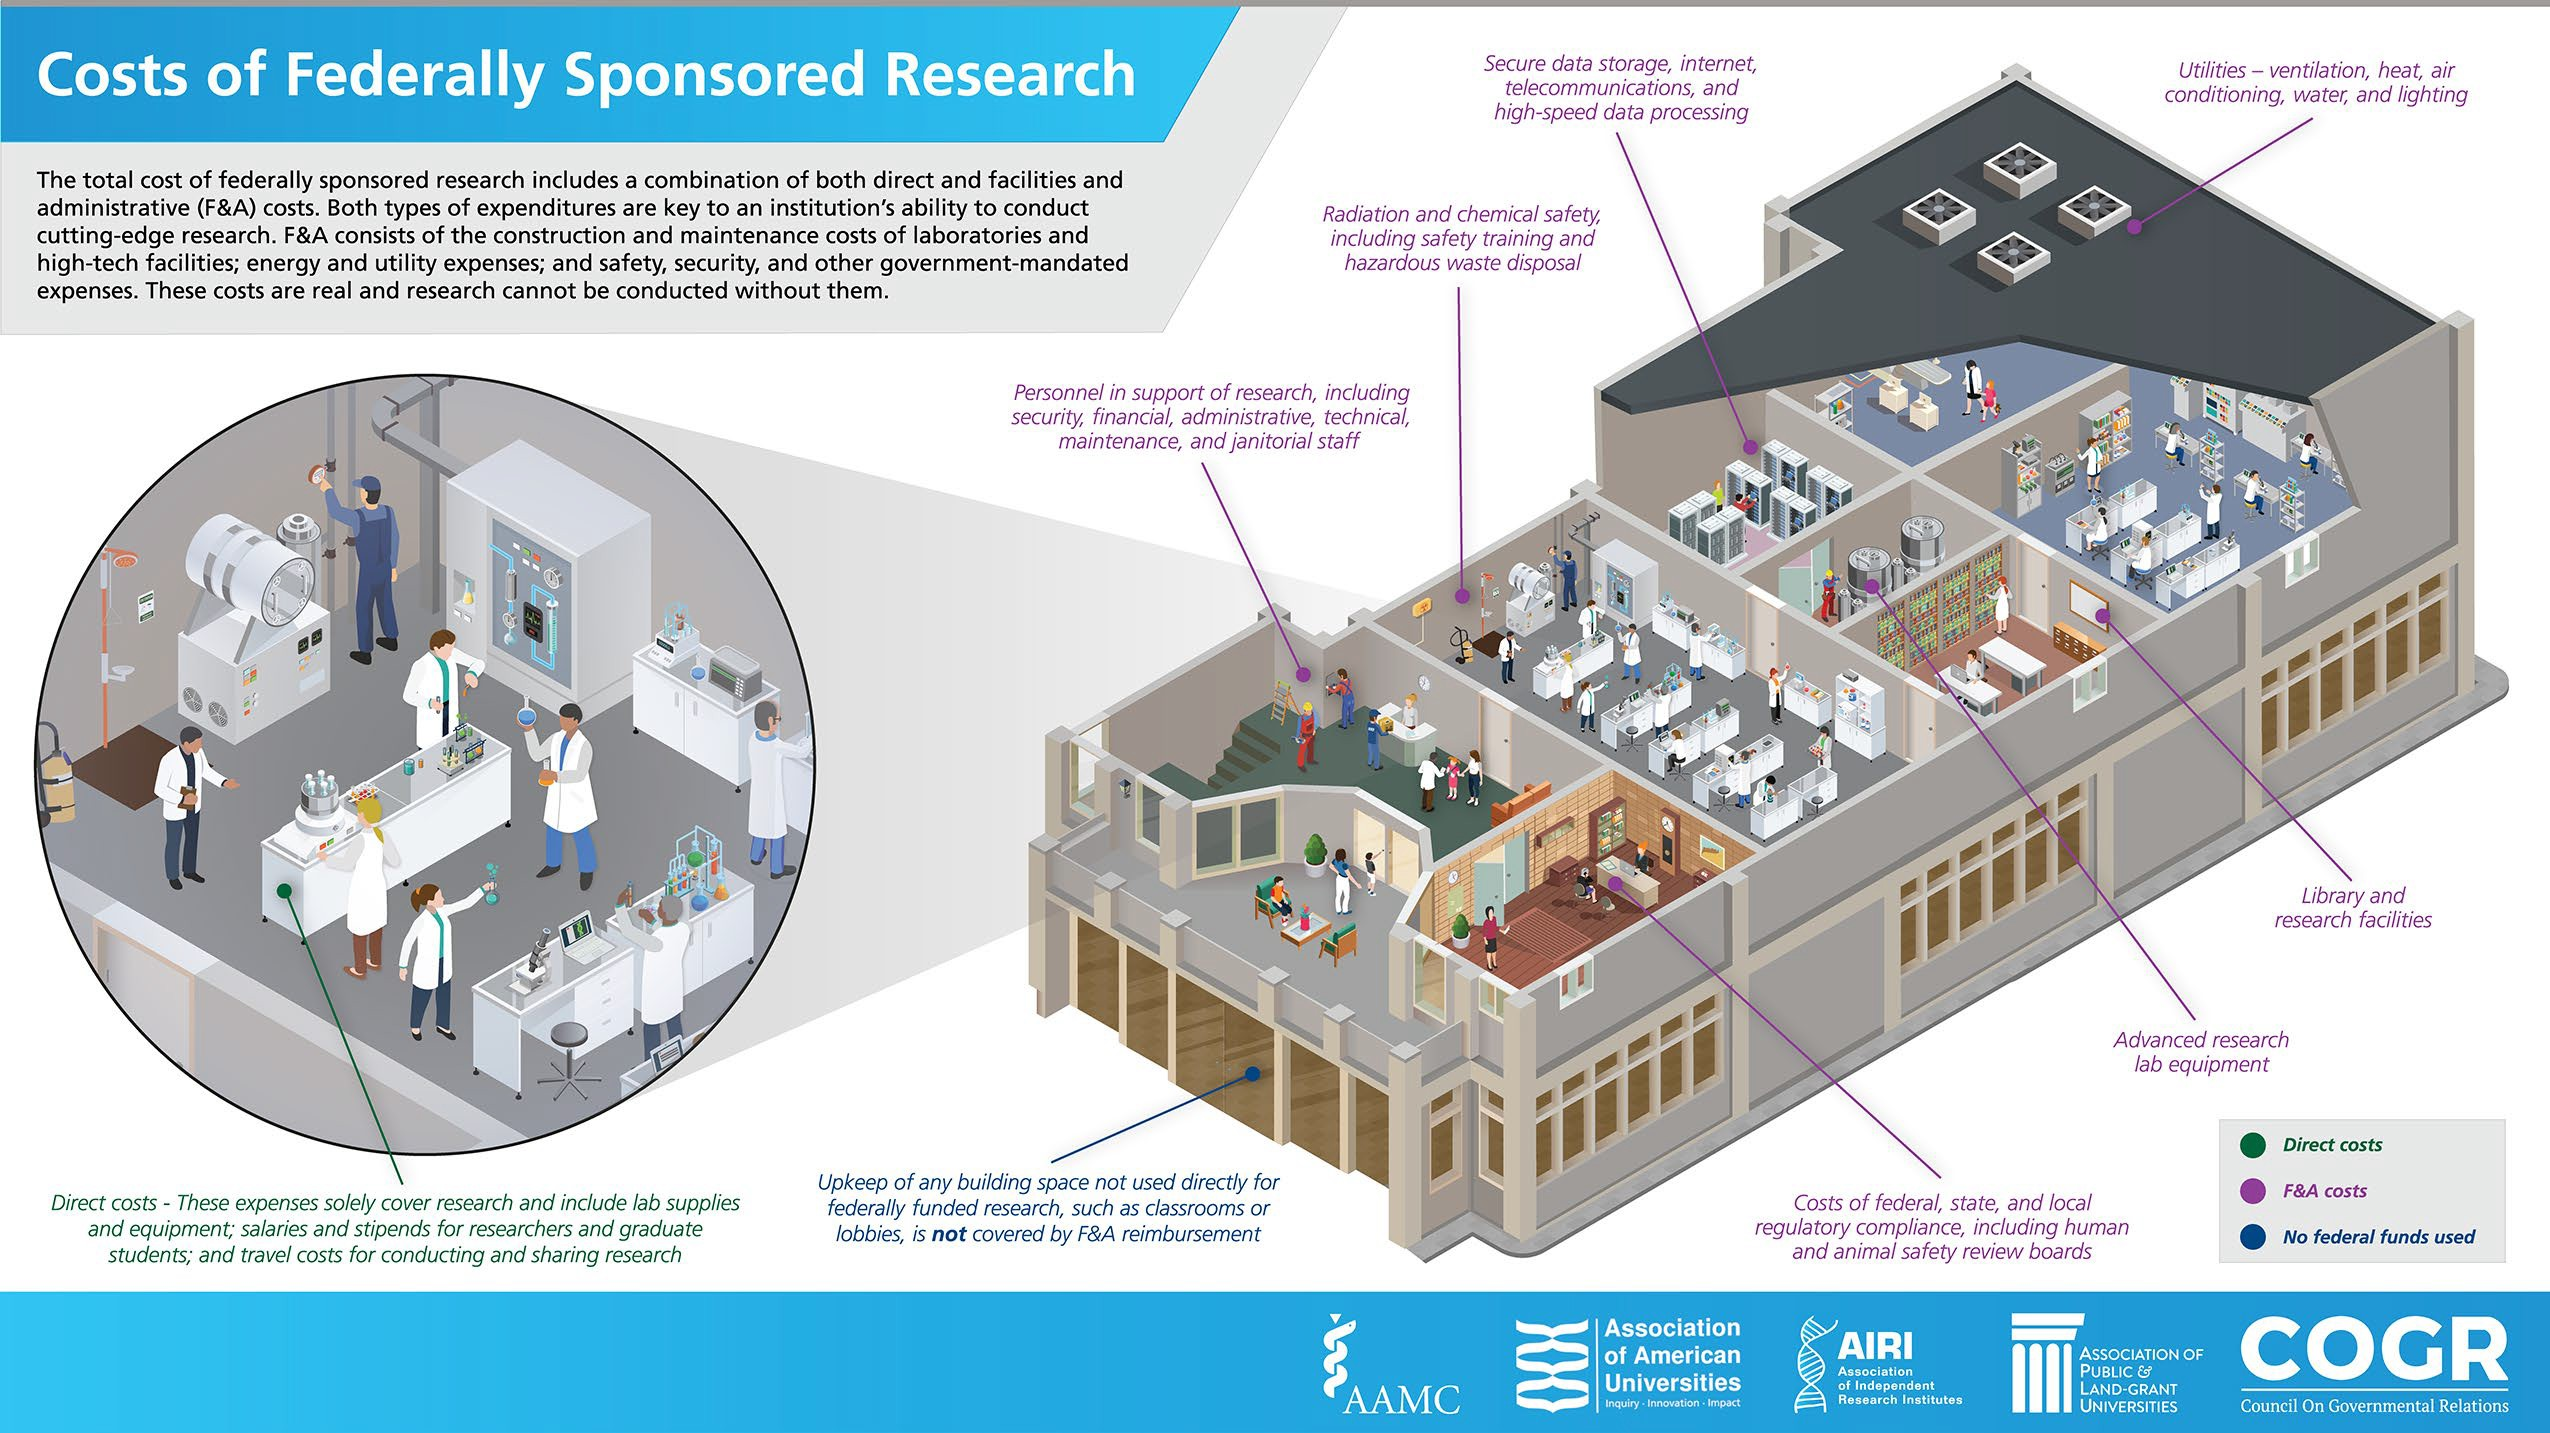 Costs of Federally Sponsored Research
The total cost of federally sponsored research includes a combination of both direct and facilities and
administrative (F&A) costs. Both types of expenditures are key to an institution's ability to conduct
cutting-edge research. F&A consists of the construction and maintenance costs of laboratories and
high-tech facilities; energy and utility expenses; and safety, security, and other government-mandated
expenses. These costs are real and research cannot be conducted without them.
Secure data storage, internet,
telecommunications, and
high-speed data processing
Utilities – ventilation, heat, air
conditioning, water, and lighting
Radiation and chemical safety,
including safety training and
hazardous waste disposal
Personnel in support of research, including
security, financial, administrative, technical,
maintenance, and janitorial staff
Library and
research facilities
Advanced research
lab equipment
Direct costs - These expenses solely cover research and include lab supplies
and equipment; salaries and stipends for researchers and graduate
students; and travel costs for conducting and sharing research
Upkeep of any building space not used directly for
federally funded research, such as classrooms or
lobbies, is not covered by F&A reimbursement
Costs of federal, state, and local
regulatory compliance, including human
and animal safety review boards
Direct costs
F&A costs
No federal funds used
AAMC
Association
of American
Universities
Inquiry · Innovation · Impact
AIRI
Association
of Independent
Research Institutes
ASSOCIATION OF
PUBLIC &
LAND-GRANT
UNIVERSITIES
COGR
Council On Governmental Relations